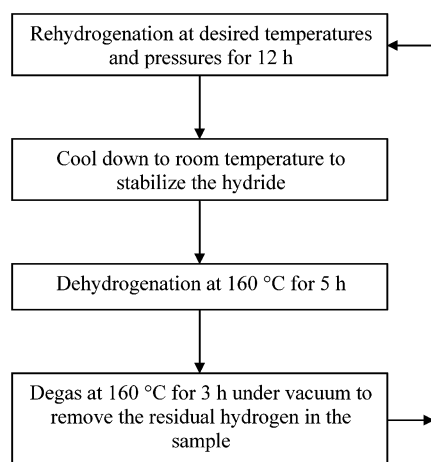 Rehydrogenation at desired temperatures
and pressures for 12 h
Cool down to room temperature to
stabilize the hydride
Dehydrogenation at 160 °C for 5 h
Degas at 160 °C for 3 h under vacuum to
remove the residual hydrogen in the
sample